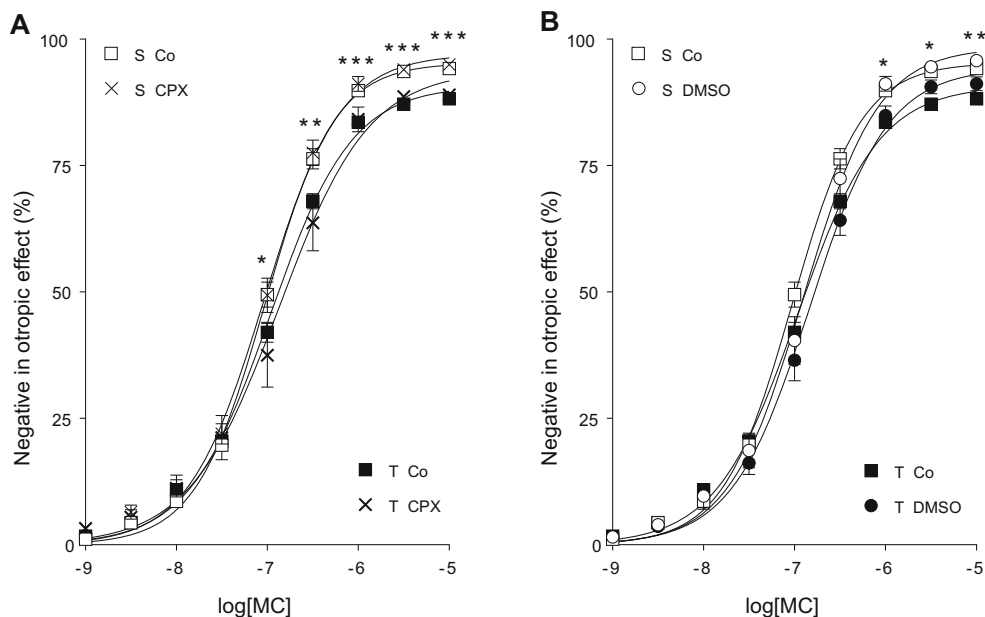 A
B
100
75
50
25
0
Negative in otropic effect (%)
S Co
S CPX
*
**
***
***
***
T Co
T CPX
-9 -8 -7 -6 -5
log[MC]
100
75
50
25
0
Negative in otropic effect (%)
S Co
S DMSO
*
*
**
T Co
T DMSO
-9 -8 -7 -6 -5
log[MC]